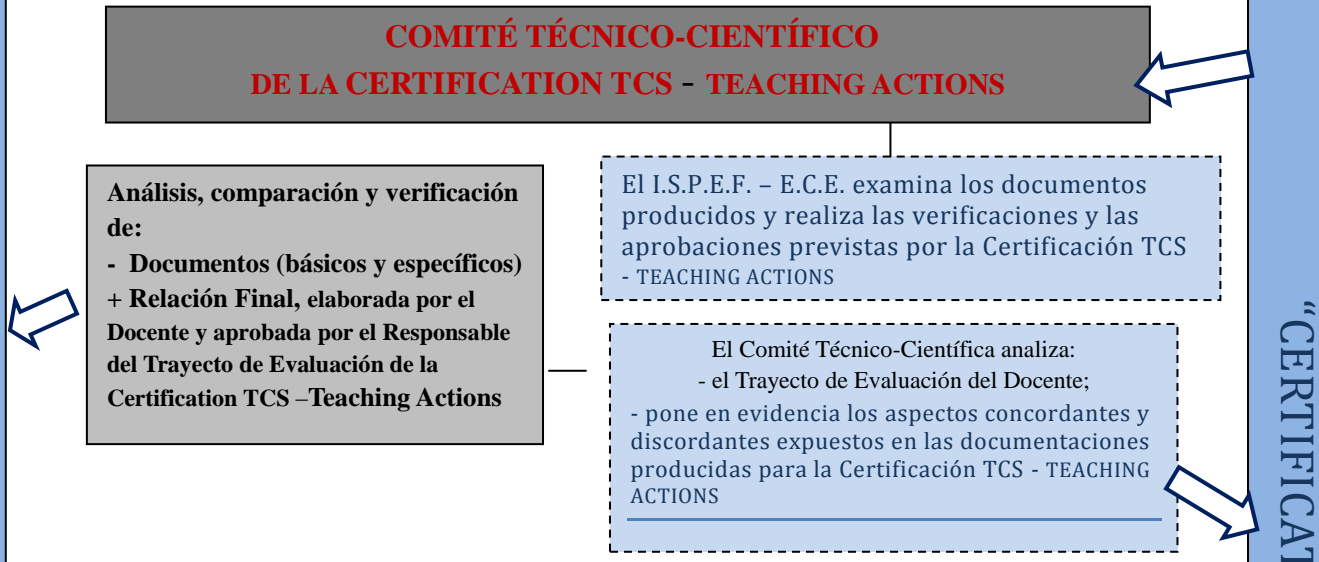 COMITÉ TÉCNICO-CIENTÍFICO
DE LA CERTIFICATION TCS - TEACHING ACTIONS
Análisis, comparación y verificación
de:
- Documentos (básicos y específicos)
+ Relación Final, elaborada por el
Docente y aprobada por el Responsable
del Trayecto de Evaluación de la
Certification TCS –Teaching Actions
El I.S.P.E.F. – E.C.E. examina los documentos
producidos y realiza las verificaciones y las
aprobaciones previstas por la Certificación TCS
- TEACHING ACTIONS
El Comité Técnico-Científica analiza:
- el Trayecto de Evaluación del Docente;
- pone en evidencia los aspectos concordantes y
discordantes expuestos en las documentaciones
producidas para la Certificación TCS - TEACHING
ACTIONS
“CERTIFICAT